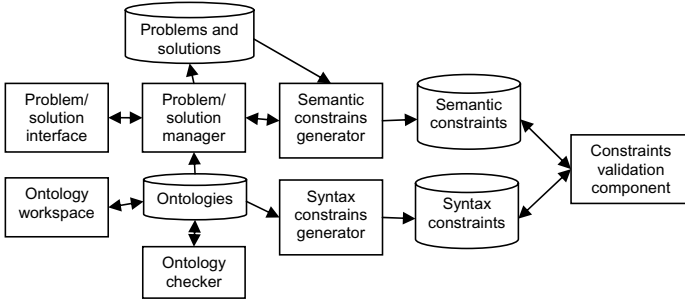 Problems and
solutions
Problem/
solution
interface
Problem/
solution
manager
Semantic
constrains
generator
Semantic
constraints
Constraints
validation
component
Ontology
workspace
Ontologies
Syntax
constrains
generator
Syntax
constraints
Ontology
checker